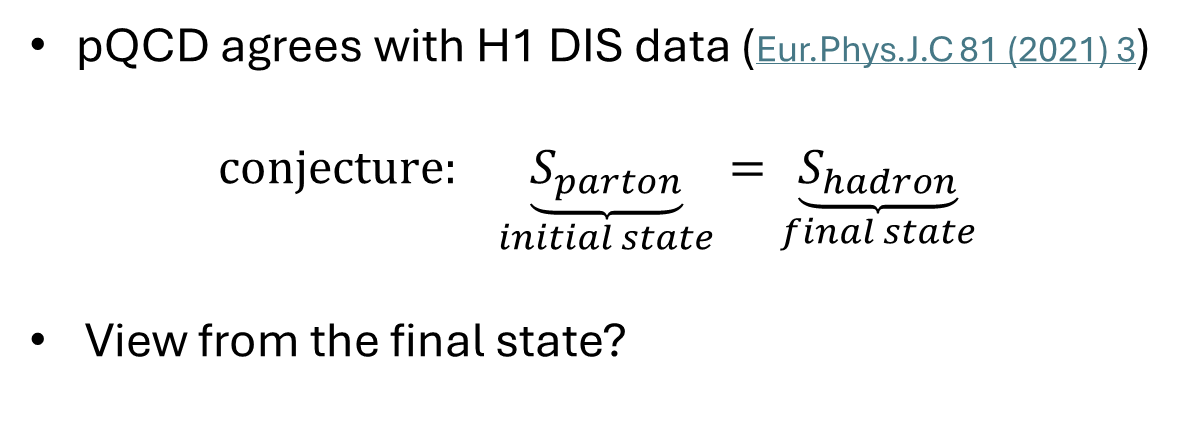 • pQCD agrees with H1 DIS data (Eur.Phys.J.C 81 (2021) 3)
conjecture: S_parton = S_hadron
initial state final state
• View from the final state?